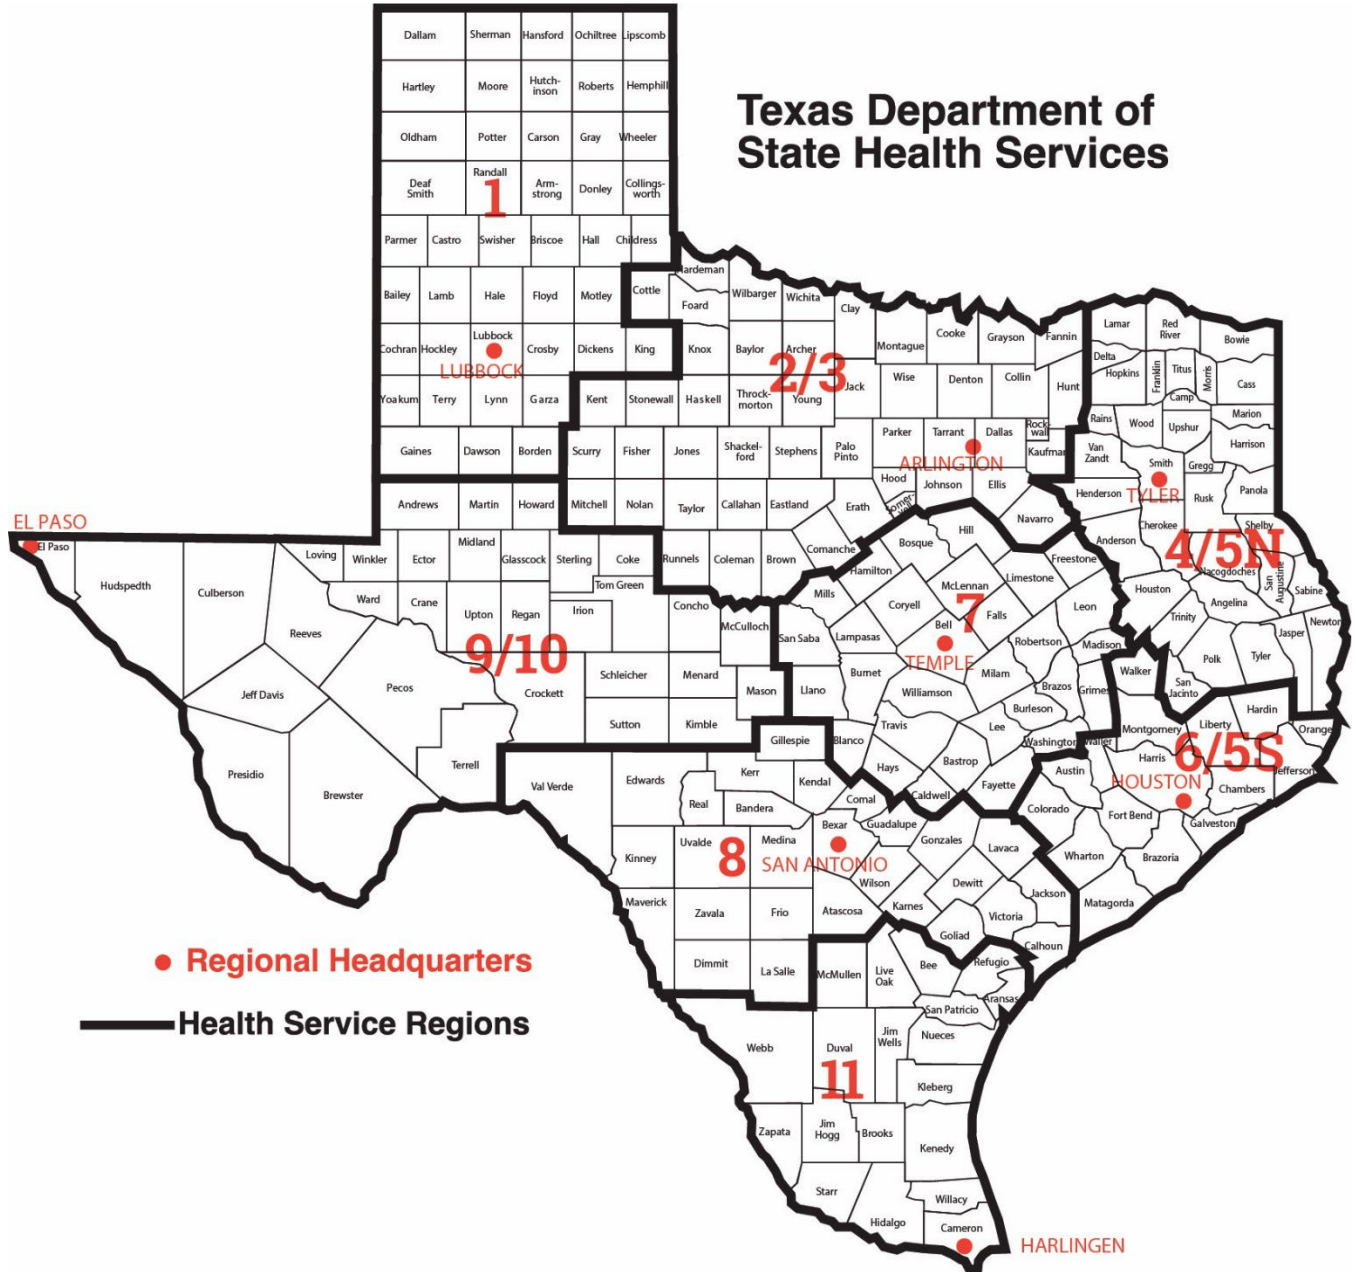 Texas Department of
State Health Services
Dallam
Sherman
Hansford
Ochiltree
Lipscomb
Hartley
Moore
Hutch-
inson
Roberts
Hemphill
Oldham
Potter
Carson
Gray
Wheeler
Deaf
Smith
Randall
1
Arm-
strong
Donley
Collings-
worth
Parmer
Castro
Swisher
Briscoe
Hall
Childress
Bailey
Lamb
Hale
Floyd
Motley
Cottle
Hardeman
Foard
Wilbarger
Wichita
Clay
Cochran
Hockley
Lubbock
LUBBOCK
Crosby
Dickens
King
Knox
Baylor
Archer
2/3
Montague
Cooke
Grayson
Fannin
Lamar
Red
River
Bowie
Yoakum
Terry
Lynn
Garza
Kent
Stonewall
Haskell
Throck-
morton
Young
Jack
Wise
Denton
Collin
Hunt
Delta
Hopkins
Franklin
Titus
Morris
Camp
Cass
Gaines
Dawson
Borden
Scurry
Fisher
Jones
Shackel-
ford
Stephens
Palo
Pinto
Parker
Tarrant
Dallas
Rock-
wall
Kaufman
ARLINGTON
Rains
Wood
Upshur
Marion
Harrison
Van
Zandt
Smith
TYLER
Gregg
Rusk
Panola
Andrews
Martin
Howard
Mitchell
Nolan
Taylor
Callahan
Eastland
Erath
Hood
Somer-
vell
Johnson
Ellis
Navarro
Henderson
Anderson
Cherokee
Shelby
4/5N
Nacogdoches
San
Augustine
Sabine
EL PASO
El Paso
Hudspeth
Culberson
Loving
Winkler
Ector
Midland
Glasscock
Sterling
Coke
Runnels
Coleman
Brown
Comanche
Hamilton
Bosque
Hill
Freestone
Limestone
McLennan
7
Ward
Crane
Upton
Regan
Irion
Tom Green
Concho
McCulloch
Mills
San Saba
Lampasas
Coryell
Bell
TEMPLE
Falls
Leon
Robertson
Madison
Houston
Trinity
Angelina
Polk
Tyler
Jasper
Newton
Reeves
Jeff Davis
Pecos
9/10
Crockett
Schleicher
Menard
Mason
Sutton
Kimble
Llano
Burnet
Williamson
Milam
Brazos
Burleson
Grimes
Walker
San
Jacinto
Presidio
Brewster
Terrell
Val Verde
Edwards
Gillespie
Blanco
Travis
Hays
Lee
Bastrop
Washington
Waller
Fayette
Caldwell
Montgomery
Liberty
Hardin
Orange
6/5S
Harris
HOUSTON
Jefferson
Chambers
Austin
Colorado
Fort Bend
Galveston
Kerr
Kendal
Real
Bandera
Comal
Guadalupe
Kinney
Uvalde
8
Medina
Bexar
SAN ANTONIO
Gonzales
Lavaca
Wharton
Brazoria
Matagorda
Maverick
Zavala
Frio
Atascosa
Wilson
Karnes
Dewitt
Jackson
Victoria
Goliad
Calhoun
Dimmit
La Salle
McMullen
Live
Oak
Bee
Refugio
Aransas
San Patricio
Regional Headquarters
Health Service Regions
Webb
Duval
11
Jim
Wells
Nueces
Kleberg
Zapata
Jim
Hogg
Brooks
Kenedy
Starr
Hidalgo
Willacy
Cameron
HARLINGEN